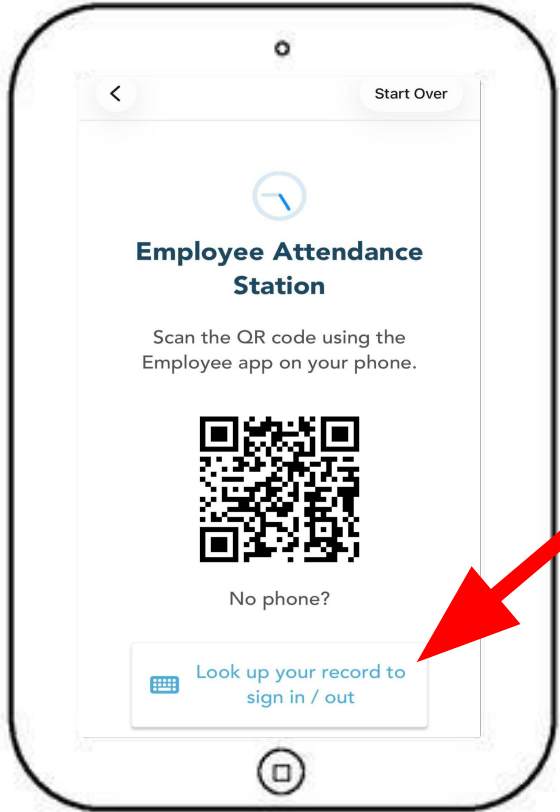 Start Over
Employee Attendance
Station
Scan the QR code using the
Employee app on your phone.
No phone?
Look up your record to
sign in / out